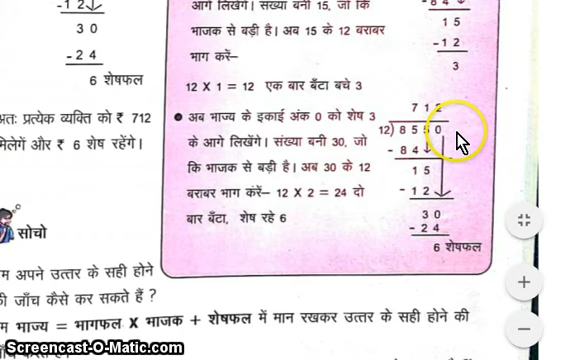 -12↓
30
-24
6 शेषफल
अतः प्रत्येक व्यक्ति को ₹ 712
मिलेगें और ₹ 6 शेष रहेंगे।
सोचो
म अपने उत्तर के सही होने
की जाँच कैसे कर सकते हैं ?
म भाज्य = भागफल X भाजक + शेषफल में मान रखकर उत्तर के सही होने की
आगे लिखेंगे। संख्या बनी 15, जो कि
भाजक से बड़ी है। अब 15 के 12 बराबर
भाग करें–
12 X 1 = 12 एक बार बँटा बचे 3
- 84↓
15
-12
3
● अब भाज्य के इकाई अंक 0 को शेष 3
के आगे लिखेंगे। संख्या बनी 30, जो
कि भाजक से बड़ी है। अब 30 के 12
बराबर भाग करें– 12 X 2 = 24 दो
बार बँटा, शेष रहे 6
712
12) 8550
- 84↓
15
- 12↓
30
- 24
6 शेषफल
Screencast-O-Matic.com